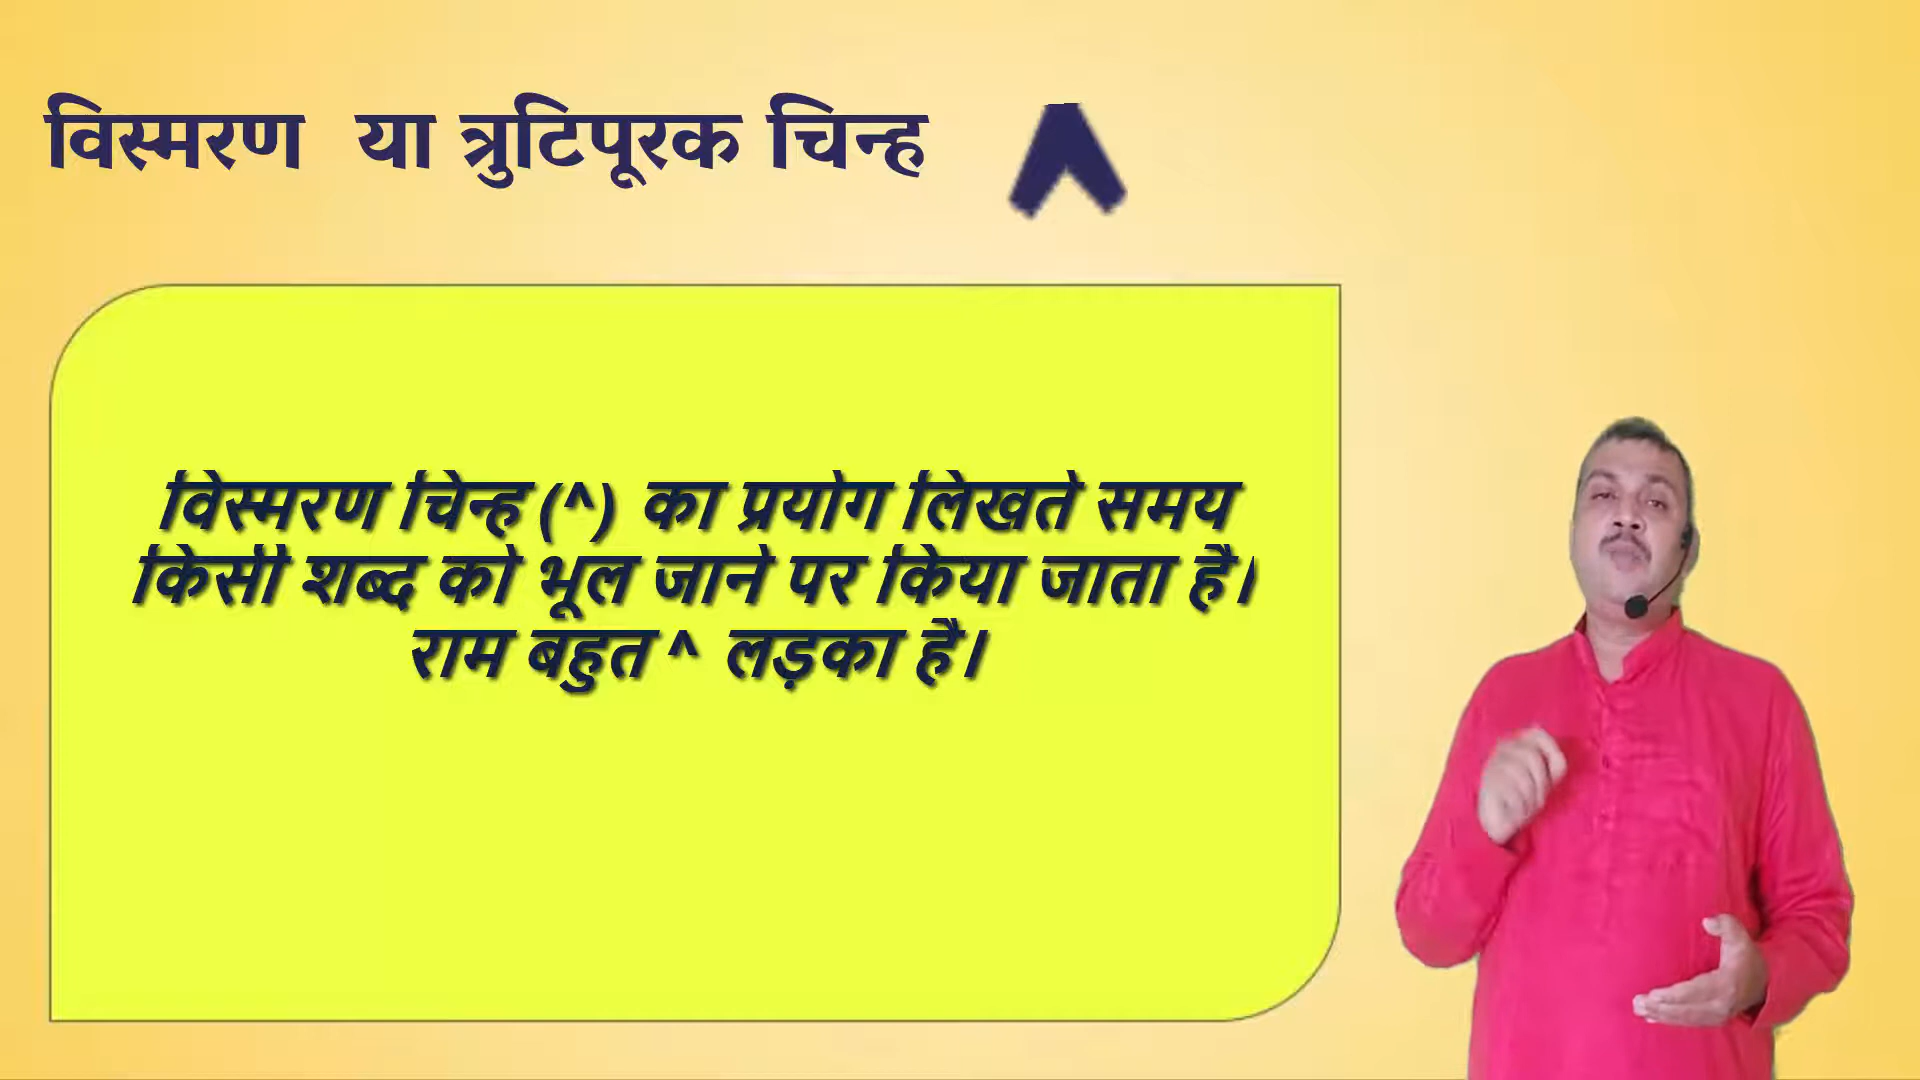 विस्मरण या त्रुटिपूरक चिन्ह ^
विस्मरण चिन्ह (^) का प्रयोग लिखते समय
किसी शब्द को भूल जाने पर किया जाता है।
राम बहुत ^ लड़का है।